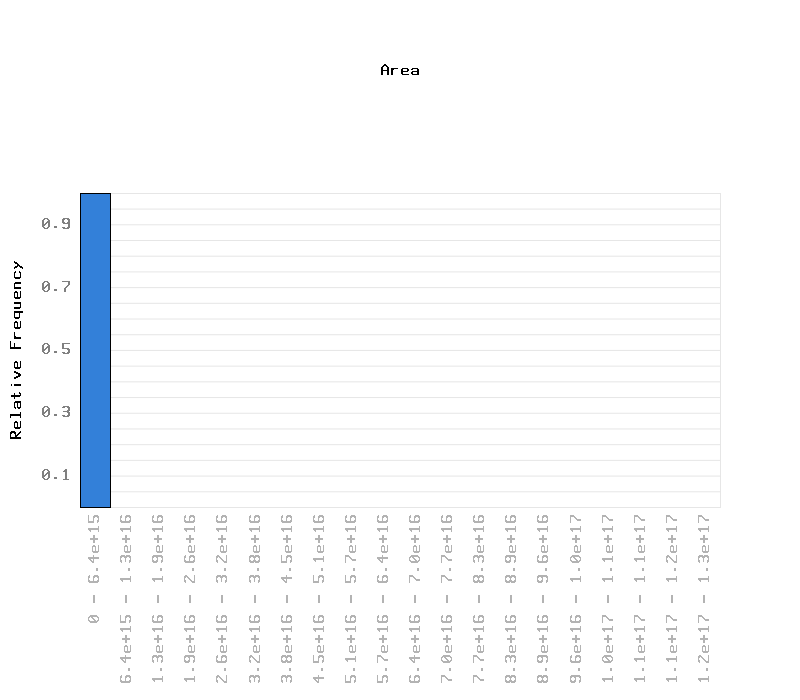 Area
Relative Frequency
0.9
0.7
0.5
0.3
0.1
0 - 6.4e+15
6.4e+15 - 1.3e+16
1.3e+16 - 1.9e+16
1.9e+16 - 2.6e+16
2.6e+16 - 3.2e+16
3.2e+16 - 3.8e+16
3.8e+16 - 4.5e+16
4.5e+16 - 5.1e+16
5.1e+16 - 5.7e+16
5.7e+16 - 6.4e+16
6.4e+16 - 7.0e+16
7.0e+16 - 7.7e+16
7.7e+16 - 8.3e+16
8.3e+16 - 8.9e+16
8.9e+16 - 9.6e+16
9.6e+16 - 1.0e+17
1.0e+17 - 1.1e+17
1.1e+17 - 1.1e+17
1.1e+17 - 1.2e+17
1.2e+17 - 1.3e+17